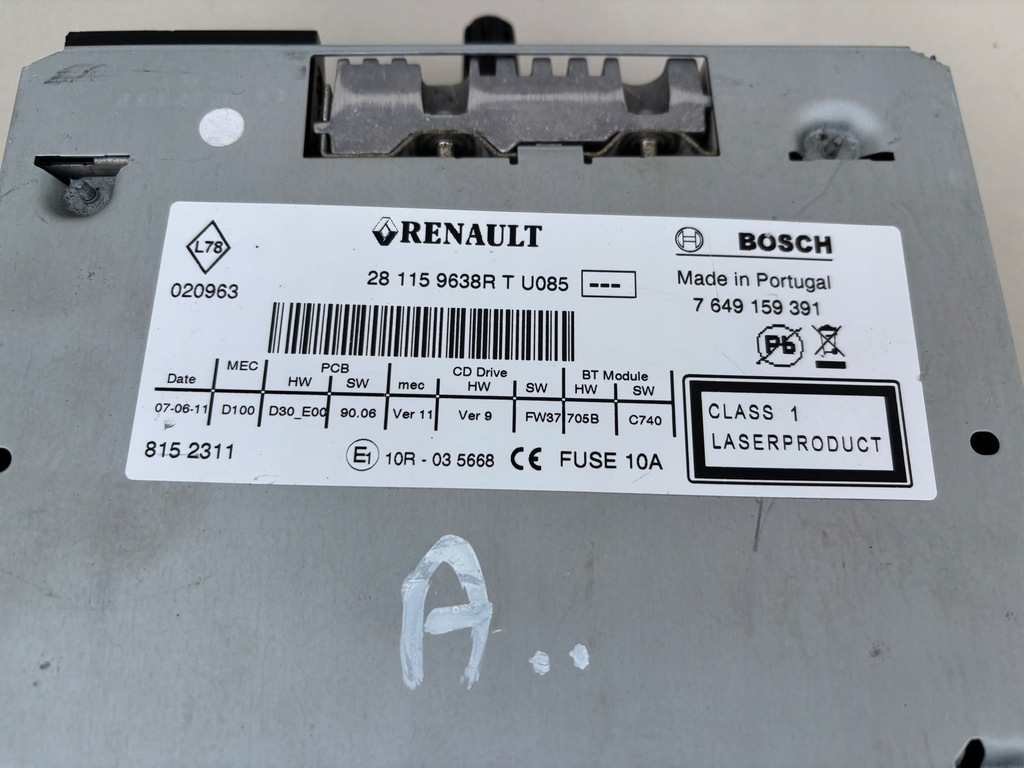 L78
020963
RENAULT
28 115 9638R T U085 ---
BOSCH
Made in Portugal
7 649 159 391
Pb
Date MEC PCB CD Drive BT Module
HW SW mec HW SW HW SW
07-06-11 D100 D30_E00 90.06 Ver 11 Ver 9 FW37 705B C740
815 2311
E1 10R - 03 5668 CE FUSE 10A
CLASS 1
LASERPRODUCT
A..